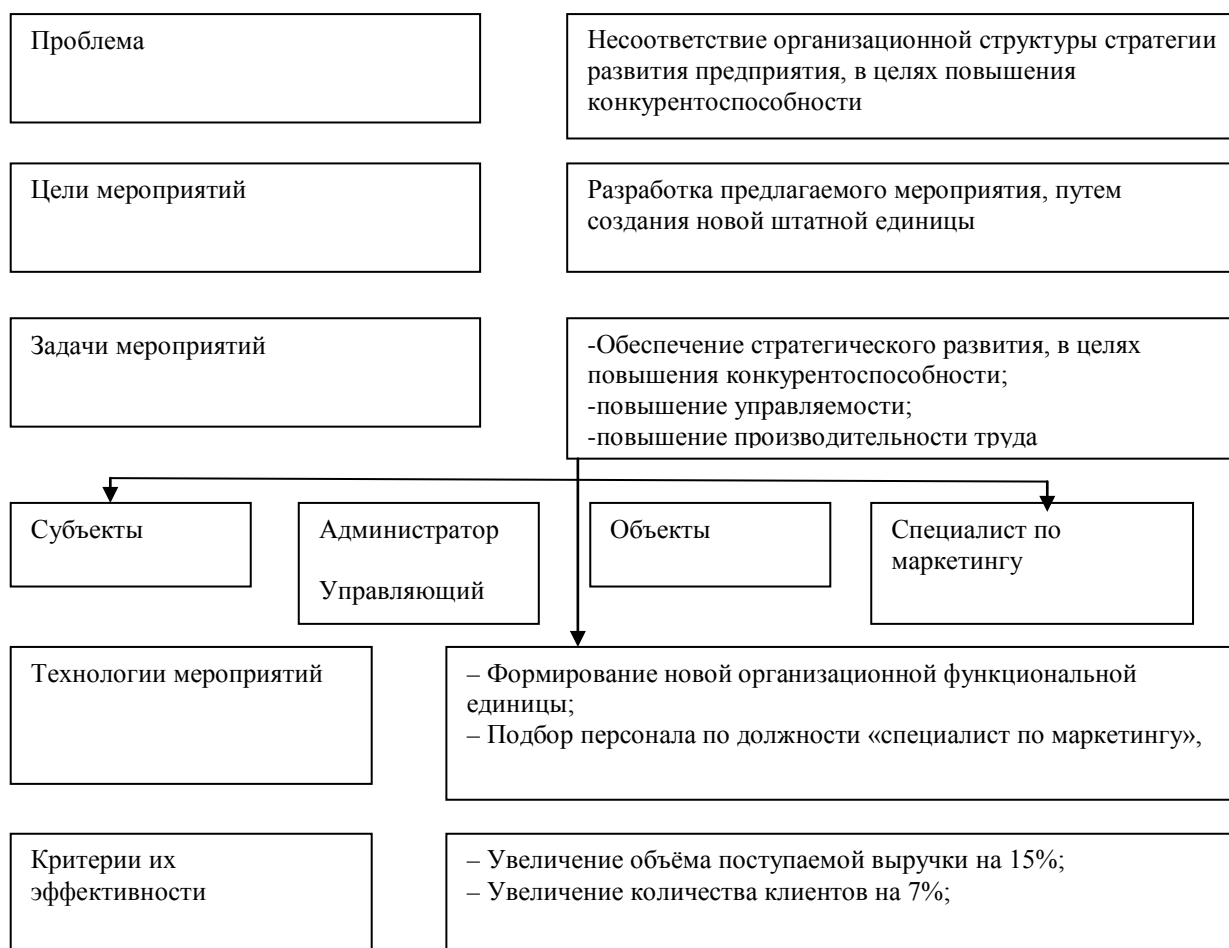 Проблема
Несоответствие организационной структуры стратегии
развития предприятия, в целях повышения
конкурентоспособности
Цели мероприятий
Разработка предлагаемого мероприятия, путем
создания новой штатной единицы
Задачи мероприятий
-Обеспечение стратегического развития, в целях
повышения конкурентоспособности;
-повышение управляемости;
-повышение производительности труда
Субъекты
Администратор
Управляющий
Объекты
Специалист по
маркетингу
Технологии мероприятий
– Формирование новой организационной функциональной
единицы;
– Подбор персонала по должности «специалист по маркетингу»,
Критерии их
эффективности
– Увеличение объёма поступаемой выручки на 15%;
– Увеличение количества клиентов на 7%;